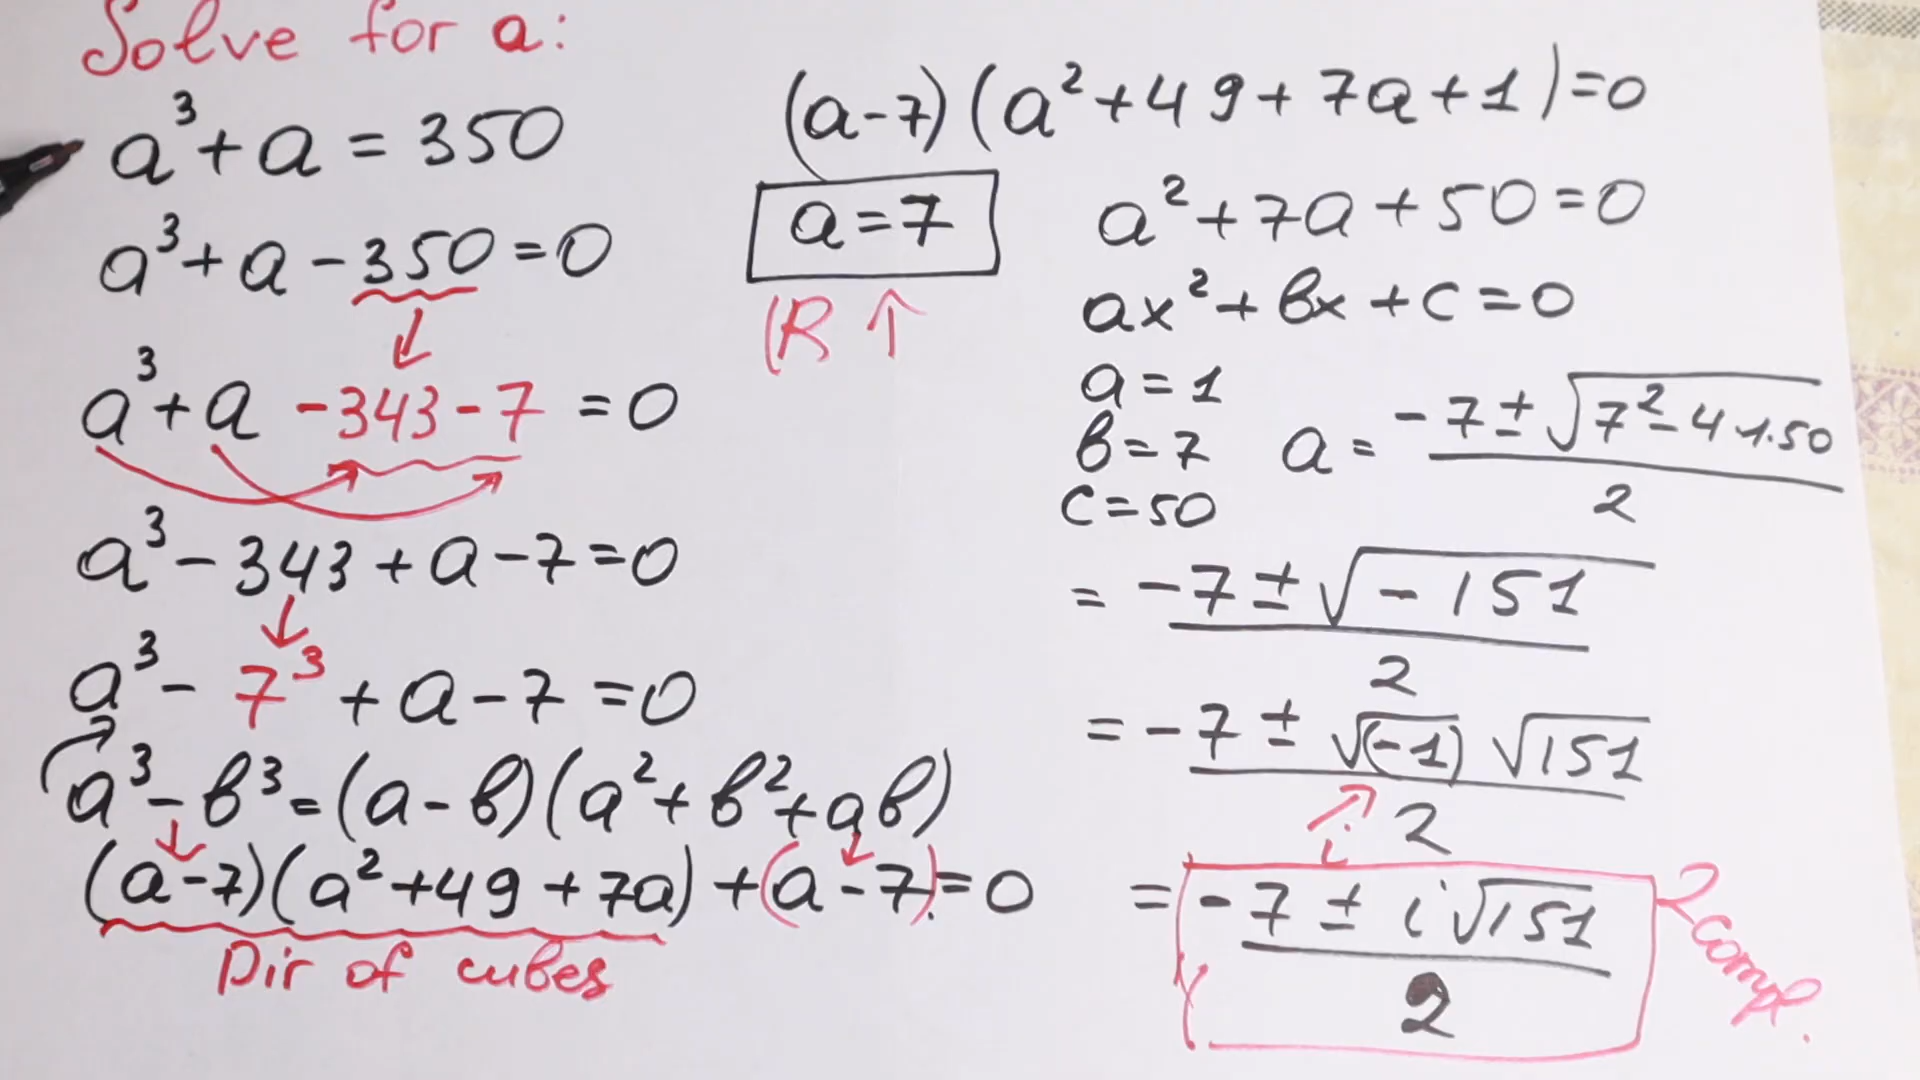 Solve for a:
a³+a=350
a³+a-350=0
a³+a -343-7 =0
a³-343+a-7=0
a³-7³+a-7=0
a³-b³=(a-b)(a²+b²+ab)
(a-7)(a²+49+7a)+(a-7)=0
Dir of cubes
(a-7)(a²+49+7a+1)=0
a=7
R
a²+7a+50=0
ax²+bx+c=0
a=1
b=7
c=50
a = (-7±√(7²-4·1·50))/2
= (-7±√(-151))/2
= (-7±√(-1) √151)/2
i
= (-7±i√151)/2
2 compl.